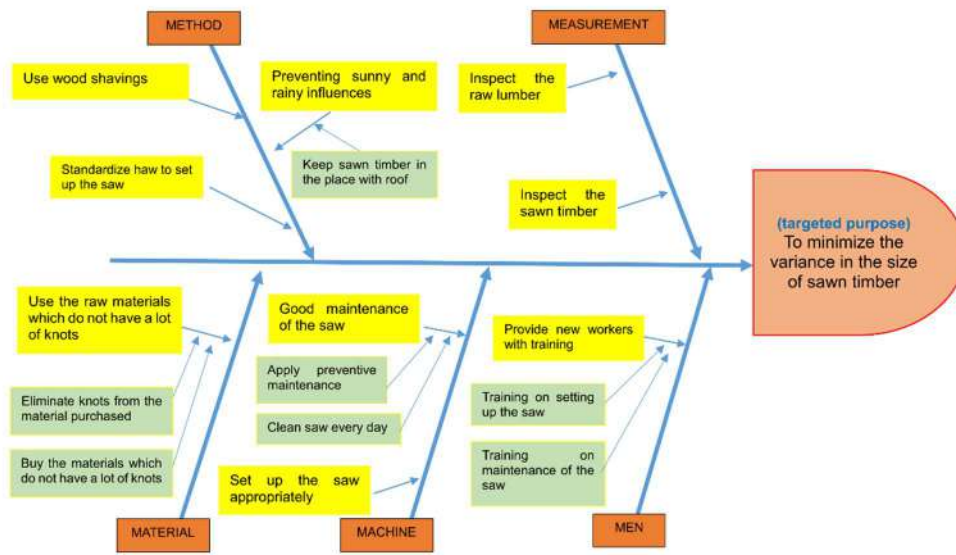 METHOD
MEASUREMENT
Use wood shavings
Preventing sunny and
rainy influences
Inspect the
raw lumber
Keep sawn timber in
the place with roof
Standardize haw to set
up the saw
Inspect the
sawn timber
(targeted purpose)
To minimize the
variance in the size
of sawn timber
Use the raw materials
which do not have a lot
of knots
Good maintenance
of the saw
Provide new workers
with training
Apply preventive
maintenance
Eliminate knots from the
material purchased
Training on setting
up the saw
Clean saw every day
Buy the materials which
do not have a lot of knots
Training on
maintenance of the
saw
Set up the saw
appropriately
MATERIAL
MACHINE
MEN